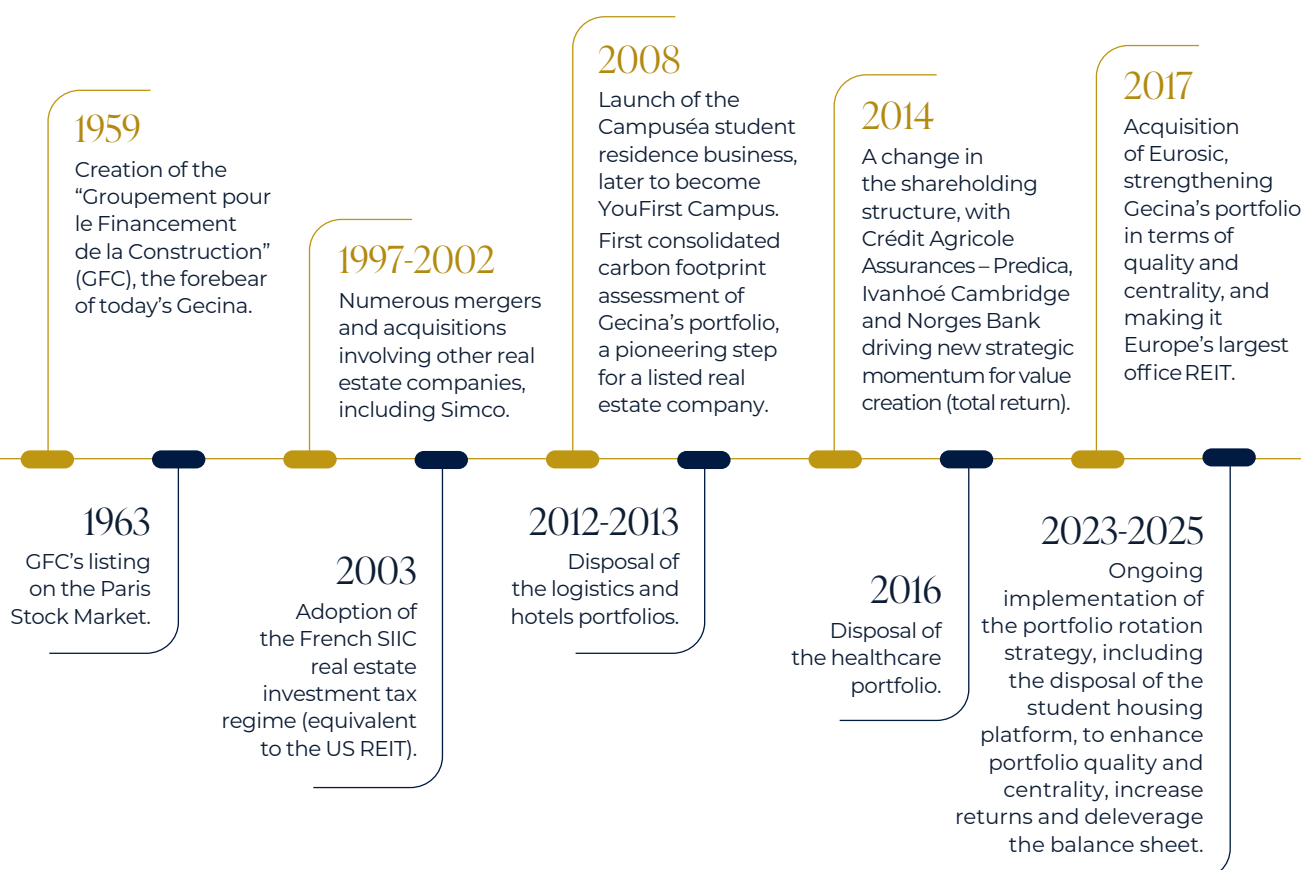 1959
Creation of the
“Groupement pour
le Financement
de la Construction”
(GFC), the forebear
of today’s Gecina.
1963
GFC’s listing
on the Paris
Stock Market.
1997-2002
Numerous mergers
and acquisitions
involving other real
estate companies,
including Simco.
2003
Adoption of
the French SIIC
real estate
investment tax
regime (equivalent
to the US REIT).
2008
Launch of the
Campuséa student
residence business,
later to become
YouFirst Campus.
First consolidated
carbon footprint
assessment of
Gecina’s portfolio,
a pioneering step
for a listed real
estate company.
2012-2013
Disposal of
the logistics and
hotels portfolios.
2014
A change in
the shareholding
structure, with
Crédit Agricole
Assurances – Predica,
Ivanhoé Cambridge
and Norges Bank
driving new strategic
momentum for value
creation (total return).
2016
Disposal of
the healthcare
portfolio.
2017
Acquisition
of Eurosic,
strengthening
Gecina’s portfolio
in terms of
quality and
centrality, and
making it
Europe’s largest
office REIT.
2023-2025
Ongoing
implementation of
the portfolio rotation
strategy, including
the disposal of the
student housing
platform, to enhance
portfolio quality and
centrality, increase
returns and deleverage
the balance sheet.